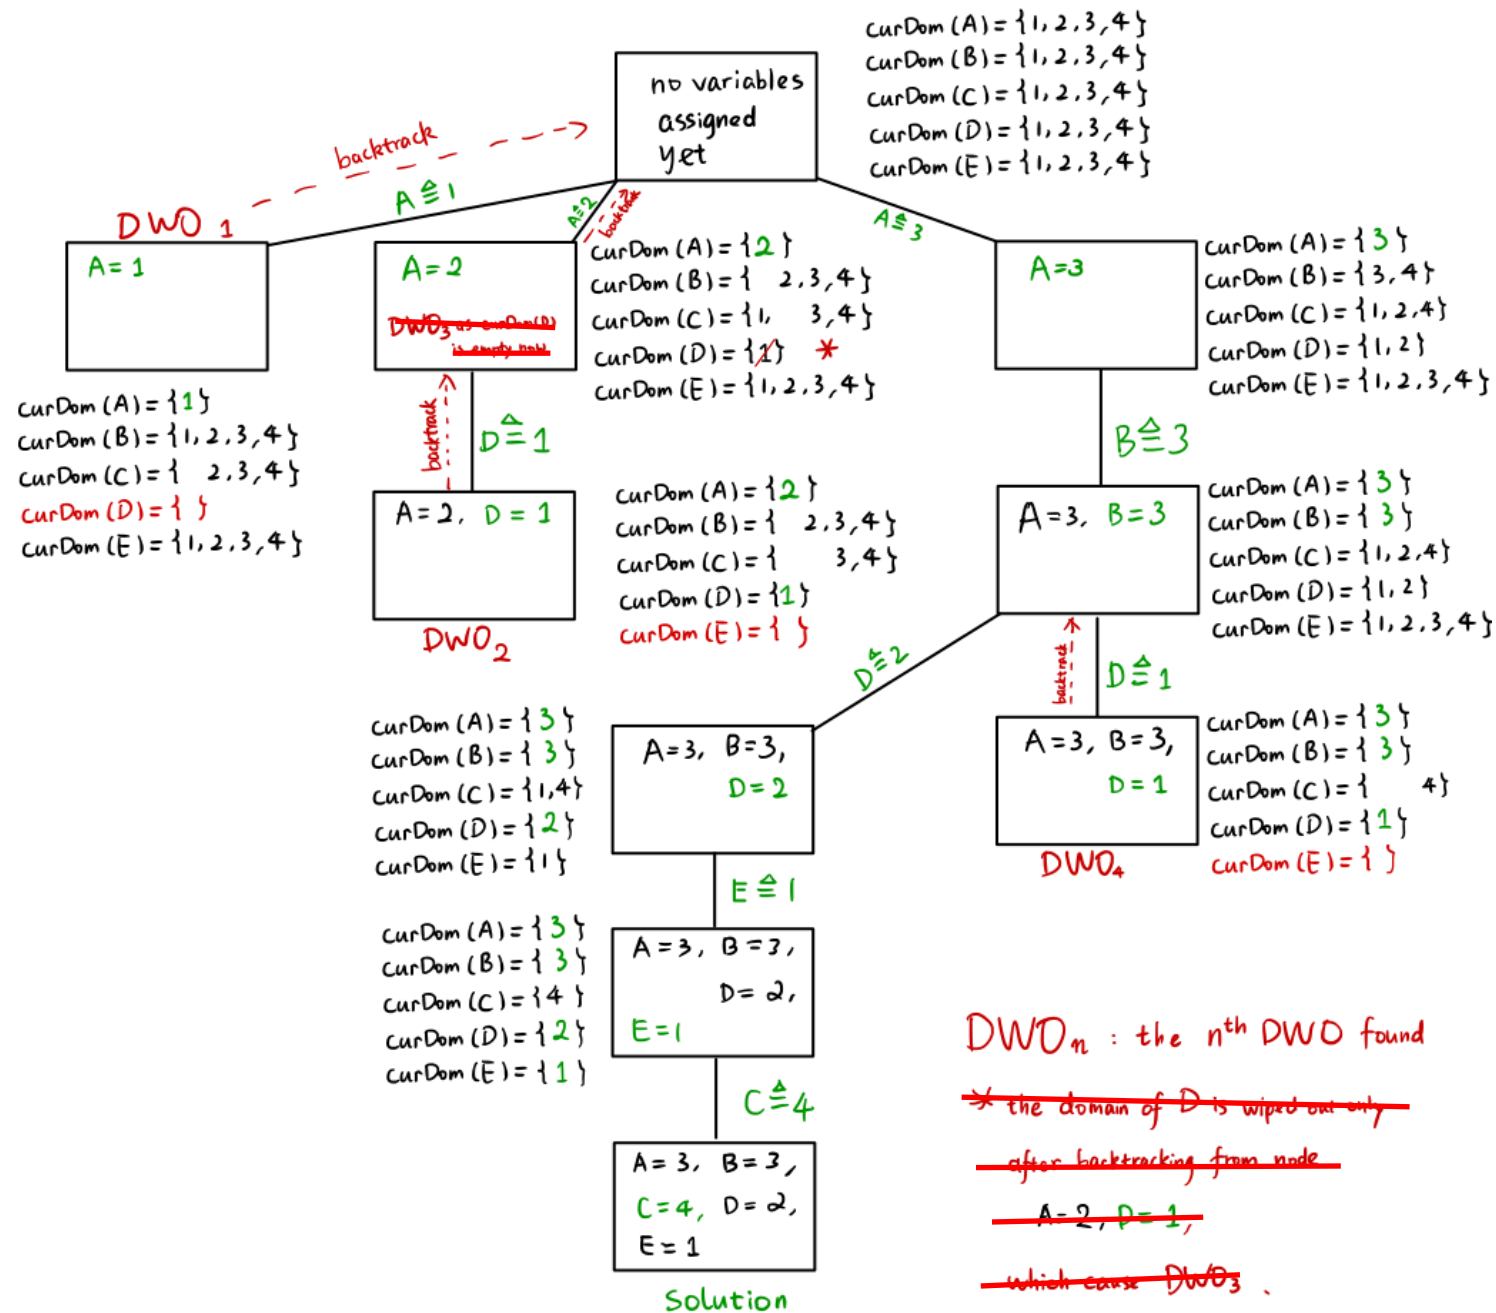 no variables
assigned
yet
curDom (A) = {1, 2, 3, 4}
curDom (B) = {1, 2, 3, 4}
curDom (C) = {1, 2, 3, 4}
curDom (D) = {1, 2, 3, 4}
curDom (E) = {1, 2, 3, 4}
backtrack
A ≜ 1
A ≜ 2
backtrack
A ≜ 3
DWO 1
A = 1
curDom (A) = {1}
curDom (B) = {1, 2, 3, 4}
curDom (C) = { 2, 3, 4}
curDom (D) = { }
curDom (E) = {1, 2, 3, 4}
A = 2
DWO3 as curDom(D)
is empty now
curDom (A) = {2}
curDom (B) = { 2, 3, 4}
curDom (C) = {1, 3, 4}
curDom (D) = {1} *
curDom (E) = {1, 2, 3, 4}
backtrack
D ≜ 1
A = 2, D = 1
DWO2
curDom (A) = {2}
curDom (B) = { 2, 3, 4}
curDom (C) = { 3, 4}
curDom (D) = {1}
curDom (E) = { }
A = 3
curDom (A) = {3}
curDom (B) = {3, 4}
curDom (C) = {1, 2, 4}
curDom (D) = {1, 2}
curDom (E) = {1, 2, 3, 4}
B ≜ 3
A = 3, B = 3
curDom (A) = {3}
curDom (B) = {3}
curDom (C) = {1, 2, 4}
curDom (D) = {1, 2}
curDom (E) = {1, 2, 3, 4}
D ≜ 2
backtrack
D ≜ 1
A = 3, B = 3,
D = 1
DWO4
curDom (A) = {3}
curDom (B) = {3}
curDom (C) = { 4}
curDom (D) = {1}
curDom (E) = { }
curDom (A) = {3}
curDom (B) = {3}
curDom (C) = {1, 4}
curDom (D) = {2}
curDom (E) = {1}
A = 3, B = 3,
D = 2
E ≜ 1
curDom (A) = {3}
curDom (B) = {3}
curDom (C) = {4}
curDom (D) = {2}
curDom (E) = {1}
A = 3, B = 3,
D = 2,
E = 1
C ≜ 4
A = 3, B = 3,
C = 4, D = 2,
E = 1
Solution
DWOn : the nth DWO found
* the domain of D is wiped out only
after backtracking from node
A = 2, D = 1,
which cause DWO3 .